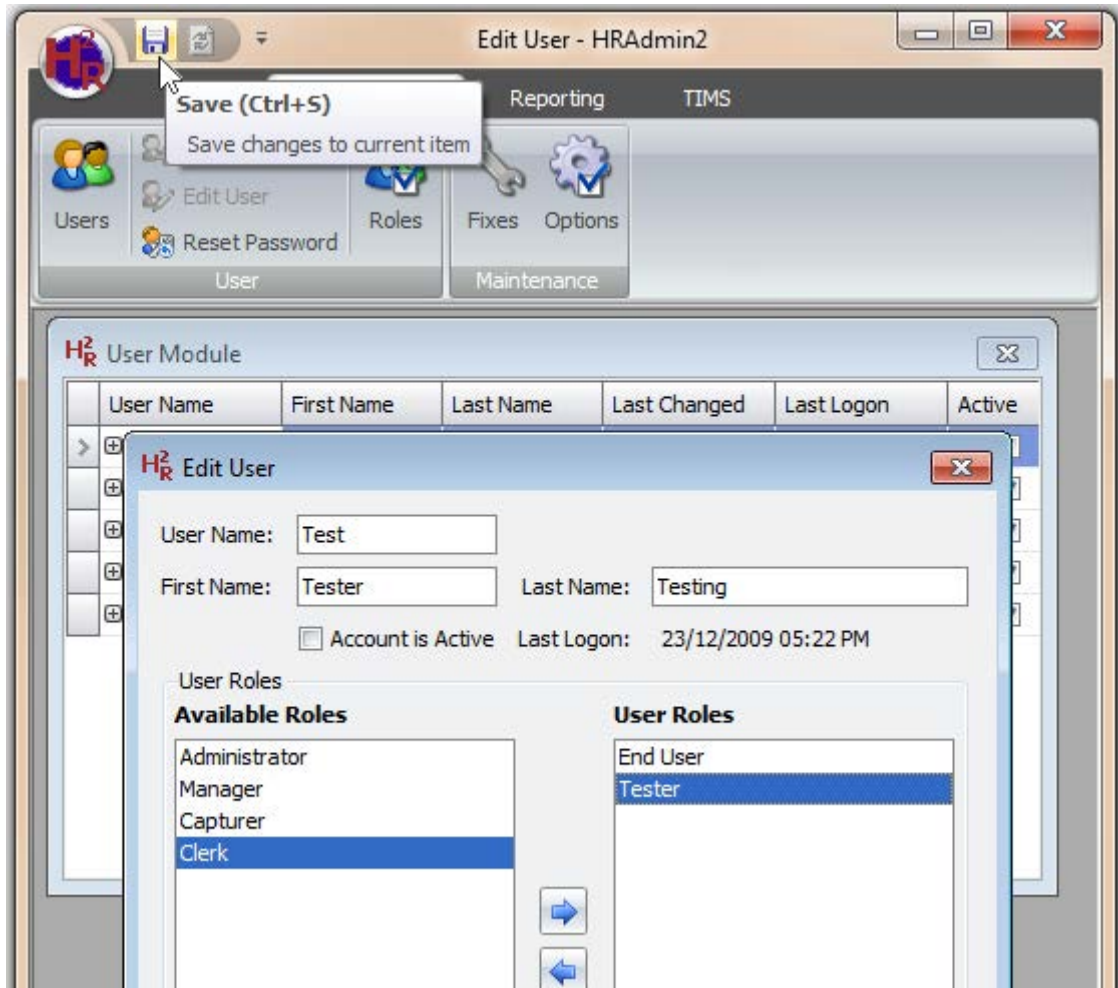 H2R
Edit User - HRAdmin2
Save (Ctrl+S)
Save changes to current item
Reporting TIMS
Users
Edit User
Reset Password
Roles
Fixes Options
User Maintenance
H2R User Module
User Name First Name Last Name Last Changed Last Logon Active
H2R Edit User
User Name: Test
First Name: Tester Last Name: Testing
Account is Active Last Logon: 23/12/2009 05:22 PM
User Roles
Available Roles User Roles
Administrator End User
Manager Tester
Capturer
Clerk